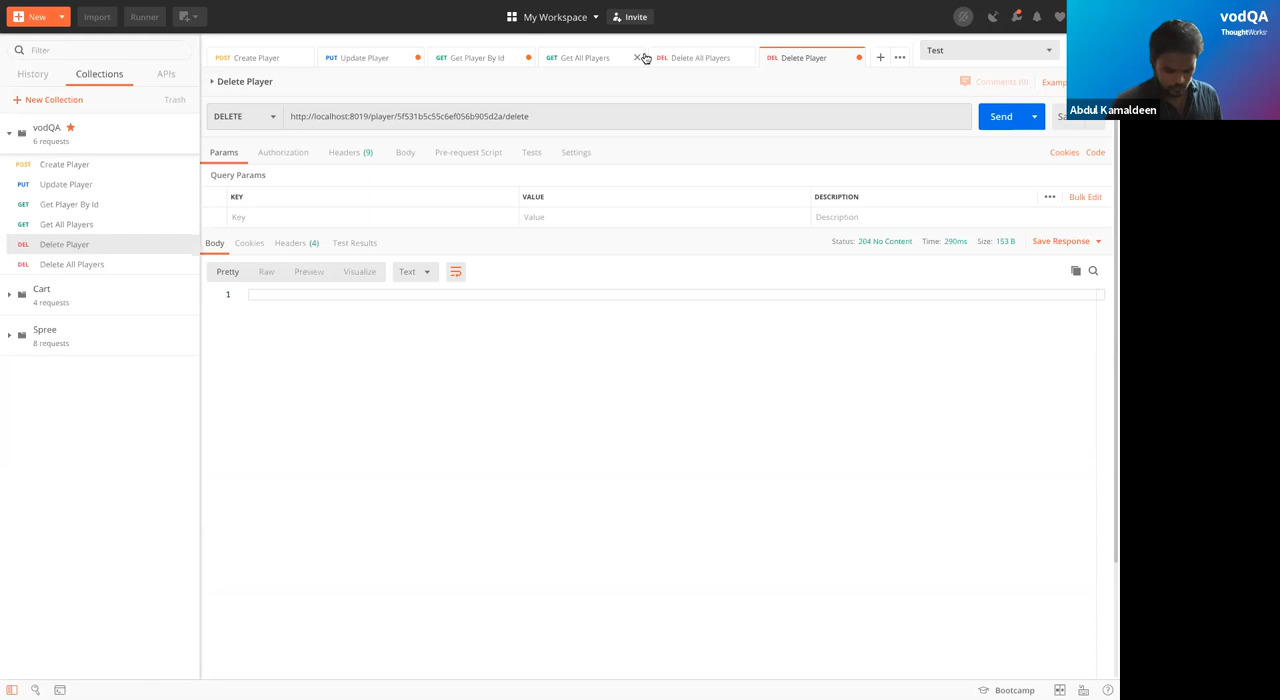 New
Import
Runner
My Workspace
Invite
vodQA
ThoughtWorks
Abdul Kamaldeen
Filter
History
Collections
APIs
New Collection
Trash
vodQA
6 requests
POST Create Player
PUT Update Player
GET Get Player By Id
GET Get All Players
DEL Delete Player
DEL Delete All Players
Cart
4 requests
Spree
8 requests
POST Create Player
PUT Update Player
GET Get Player By Id
GET Get All Players
DEL Delete All Players
DEL Delete Player
Test
Delete Player
Comments (0)
Examp
DELETE
http://localhost:8019/player/5f531b5c55c6ef056b905d2a/delete
Send
Params
Authorization
Headers (9)
Body
Pre-request Script
Tests
Settings
Cookies
Code
Query Params
KEY
VALUE
DESCRIPTION
Bulk Edit
Key
Value
Description
Body
Cookies
Headers (4)
Test Results
Status: 204 No Content
Time: 290ms
Size: 153 B
Save Response
Pretty
Raw
Preview
Visualize
Text
1
Bootcamp